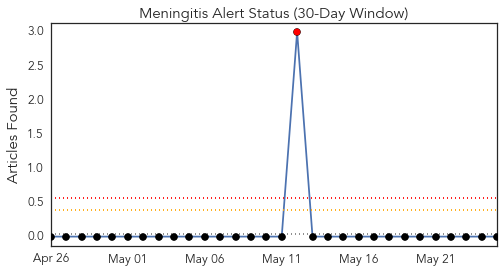 Meningitis Alert Status (30-Day Window)
Articles Found
3.0
2.5
2.0
1.5
1.0
0.5
0.0
Apr 26 May 01 May 06 May 11 May 16 May 21